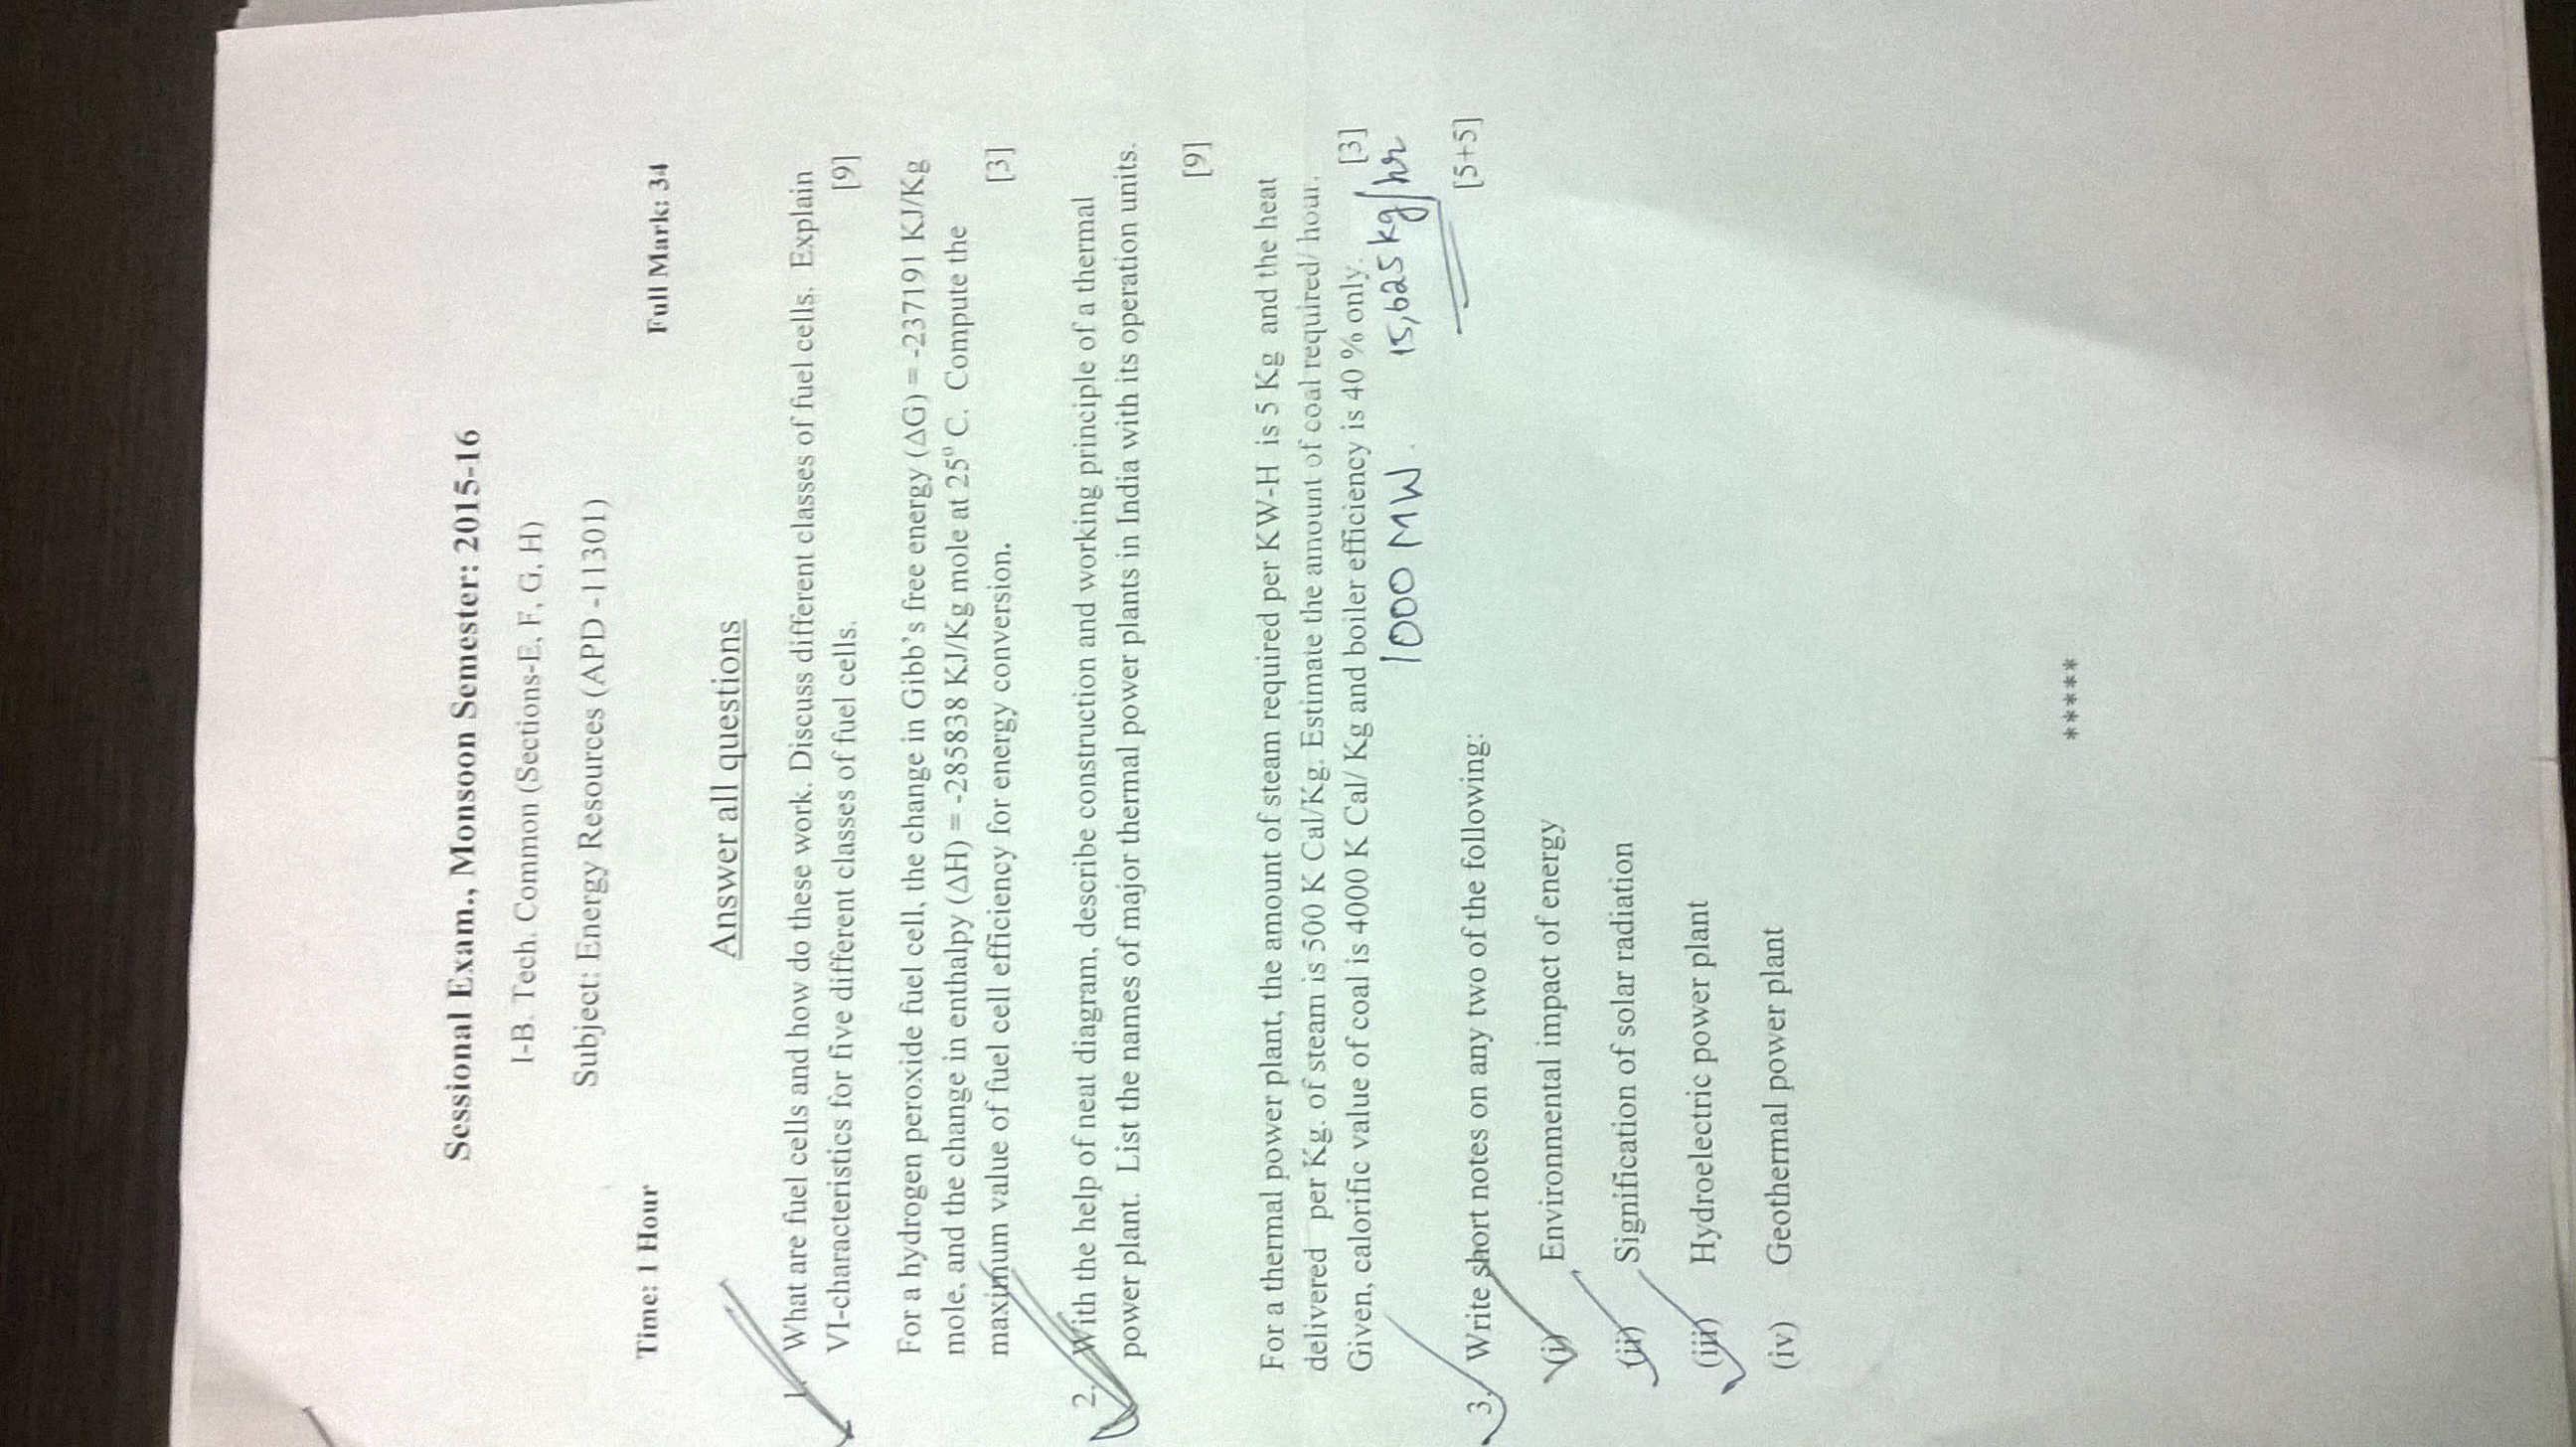 Sessional Exam., Monsoon Semester: 2015-16
I-B. Tech. Common (Sections-E, F, G, H)
Subject: Energy Resources (APD -11301)
Time: 1 Hour Full Mark: 34
Answer all questions
1. What are fuel cells and how do these work. Discuss different classes of fuel cells. Explain
VI-characteristics for five different classes of fuel cells. [9]
For a hydrogen peroxide fuel cell, the change in Gibb's free energy (ΔG) = -237191 KJ/Kg
mole, and the change in enthalpy (ΔH) = -285838 KJ/Kg mole at 25⁰ C. Compute the
maximum value of fuel cell efficiency for energy conversion. [3]
2. With the help of neat diagram, describe construction and working principle of a thermal
power plant. List the names of major thermal power plants in India with its operation units.
[9]
For a thermal power plant, the amount of steam required per KW-H is 5 Kg and the heat
delivered per Kg. of steam is 500 K Cal/Kg. Estimate the amount of coal required/ hour.
Given, calorific value of coal is 4000 K Cal/ Kg and boiler efficiency is 40 % only. [3]
1000 MW. 15,625 kg/hr
3. Write short notes on any two of the following: [5+5]
(i) Environmental impact of energy
(ii) Signification of solar radiation
(iii) Hydroelectric power plant
(iv) Geothermal power plant
******